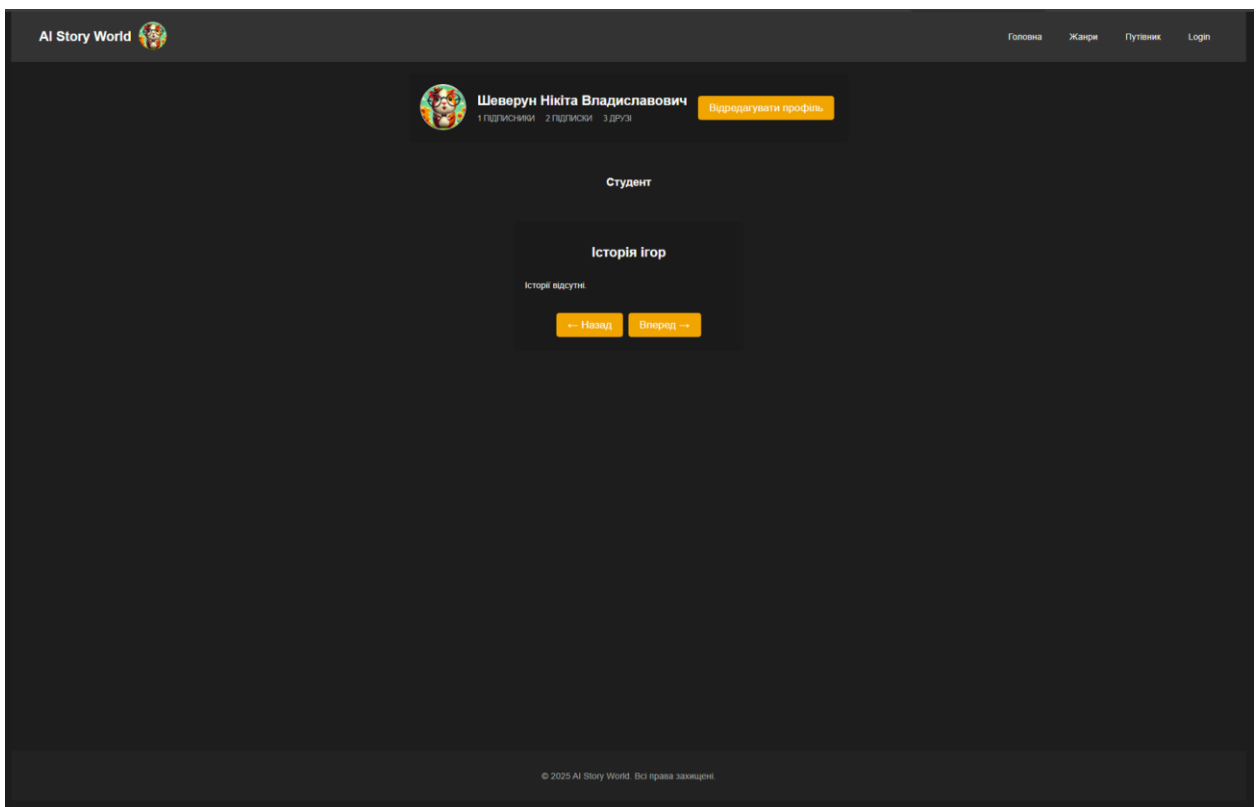 AI Story World
Головна Жанри Путівник Login
Шеверун Нікіта Владиславович
1 ПІДПИСНИКИ 2 ПІДПИСКИ 3 ДРУЗІ
Відредагувати профіль
Студент
Історія ігор
Історії відсутні.
← Назад Вперед →
© 2025 AI Story World. Всі права захищені.